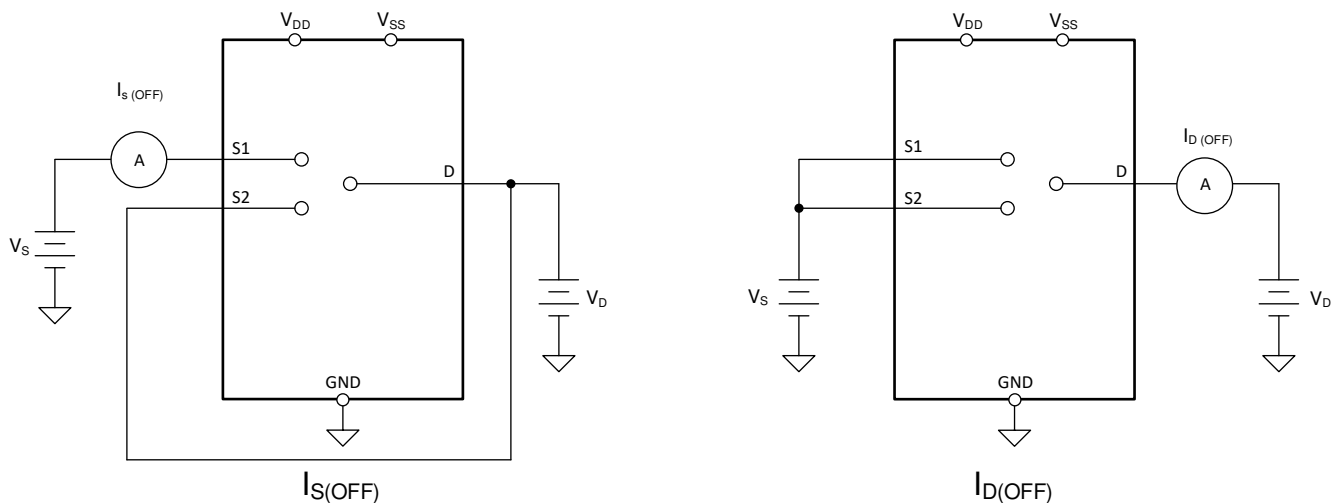 VDD VSS
Is (OFF)
A
S1
D
S2
VS
VD
GND
IS(OFF)
VDD VSS
ID (OFF)
S1
D
A
S2
VS
VD
GND
ID(OFF)